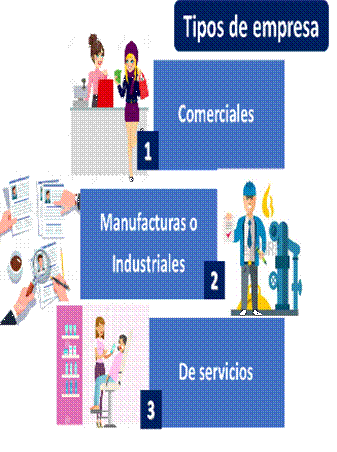 Tipos de empresa
Comerciales
1
Manufacturas o
Industriales
2
De servicios
3